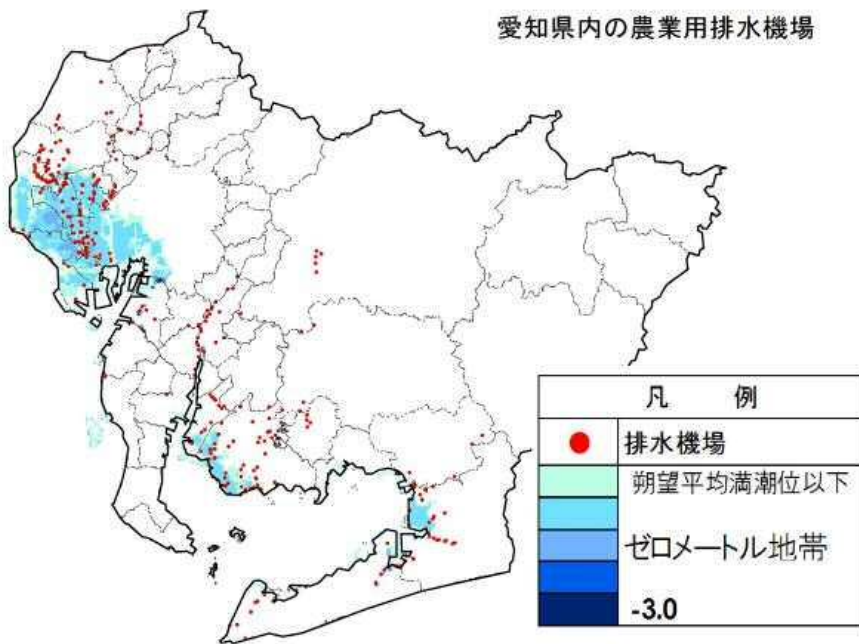 愛知県内の農業用排水機場
凡 例
排水機場
朔望平均満潮位以下
ゼロメートル地帯
-3.0